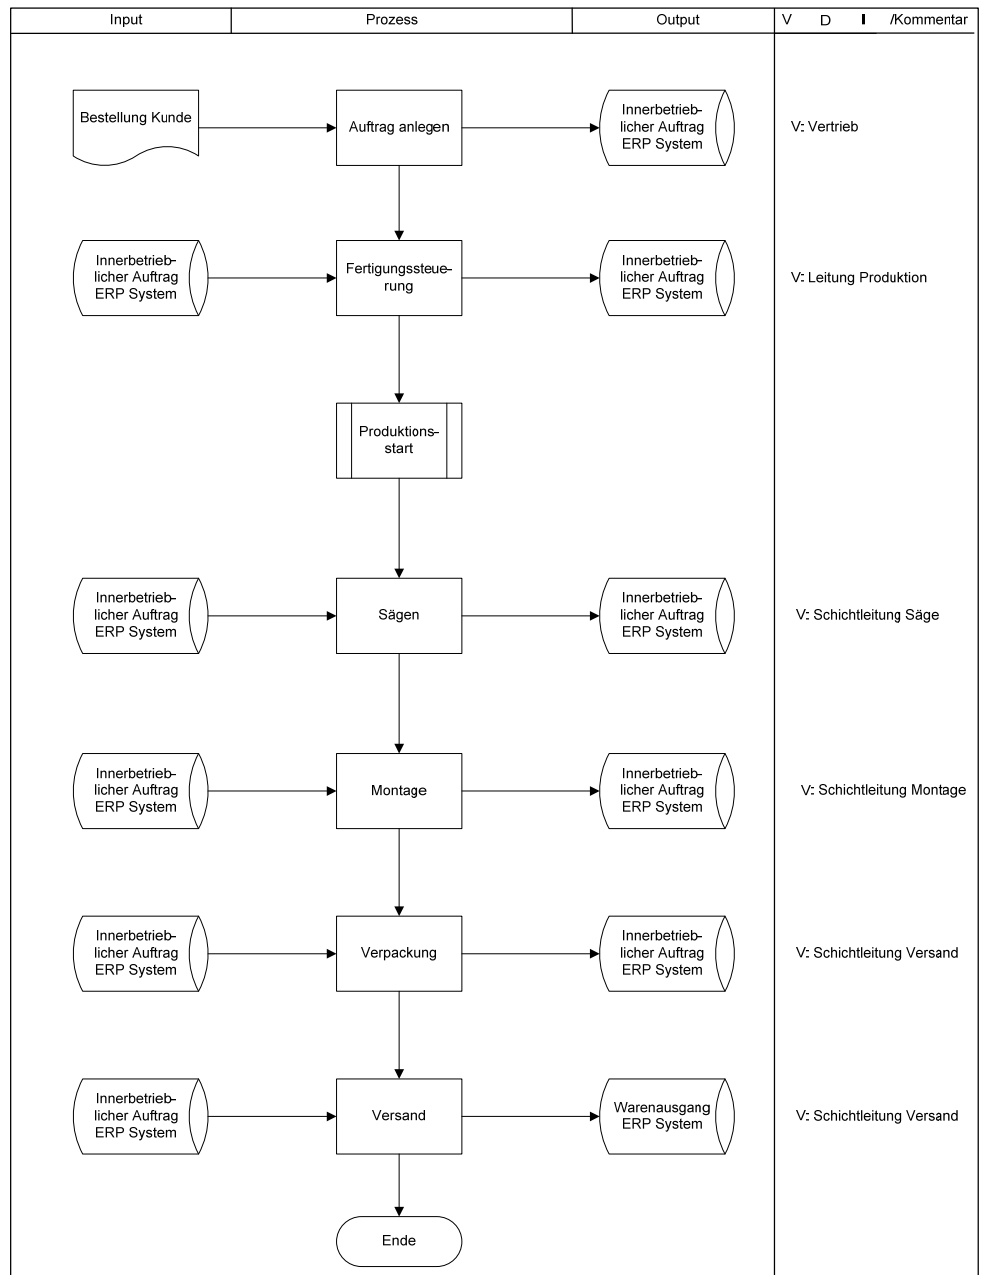 Input
Prozess
Output
V D I /Kommentar
Bestellung Kunde
Auftrag anlegen
Innerbetrieb-
licher Auftrag
ERP System
V: Vertrieb
Innerbetrieb-
licher Auftrag
ERP System
Fertigungssteue-
rung
Innerbetrieb-
licher Auftrag
ERP System
V: Leitung Produktion
Produktions-
start
Innerbetrieb-
licher Auftrag
ERP System
Sägen
Innerbetrieb-
licher Auftrag
ERP System
V: Schichtleitung Säge
Innerbetrieb-
licher Auftrag
ERP System
Montage
Innerbetrieb-
licher Auftrag
ERP System
V: Schichtleitung Montage
Innerbetrieb-
licher Auftrag
ERP System
Verpackung
Innerbetrieb-
licher Auftrag
ERP System
V: Schichtleitung Versand
Innerbetrieb-
licher Auftrag
ERP System
Versand
Warenausgang
ERP System
V: Schichtleitung Versand
Ende